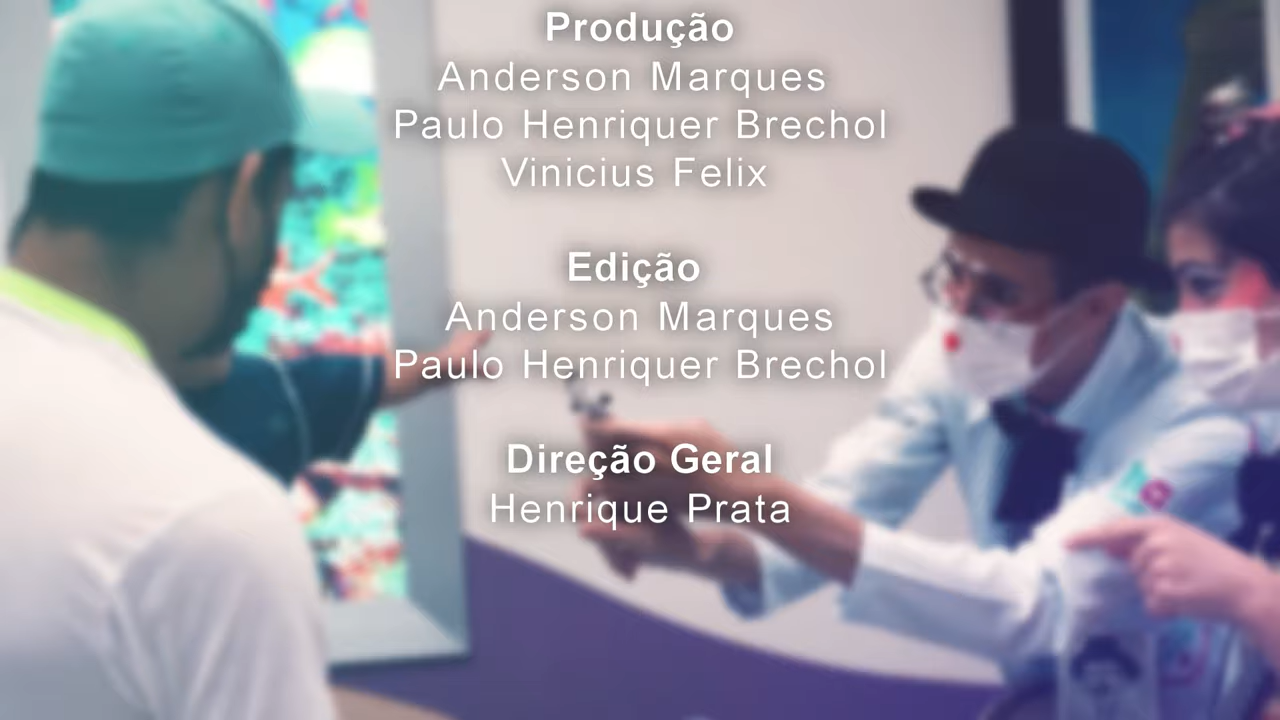 Produção
Anderson Marques
Paulo Henriquer Brechol
Vinicius Felix
Edição
Anderson Marques
Paulo Henriquer Brechol
Direção Geral
Henrique Prata